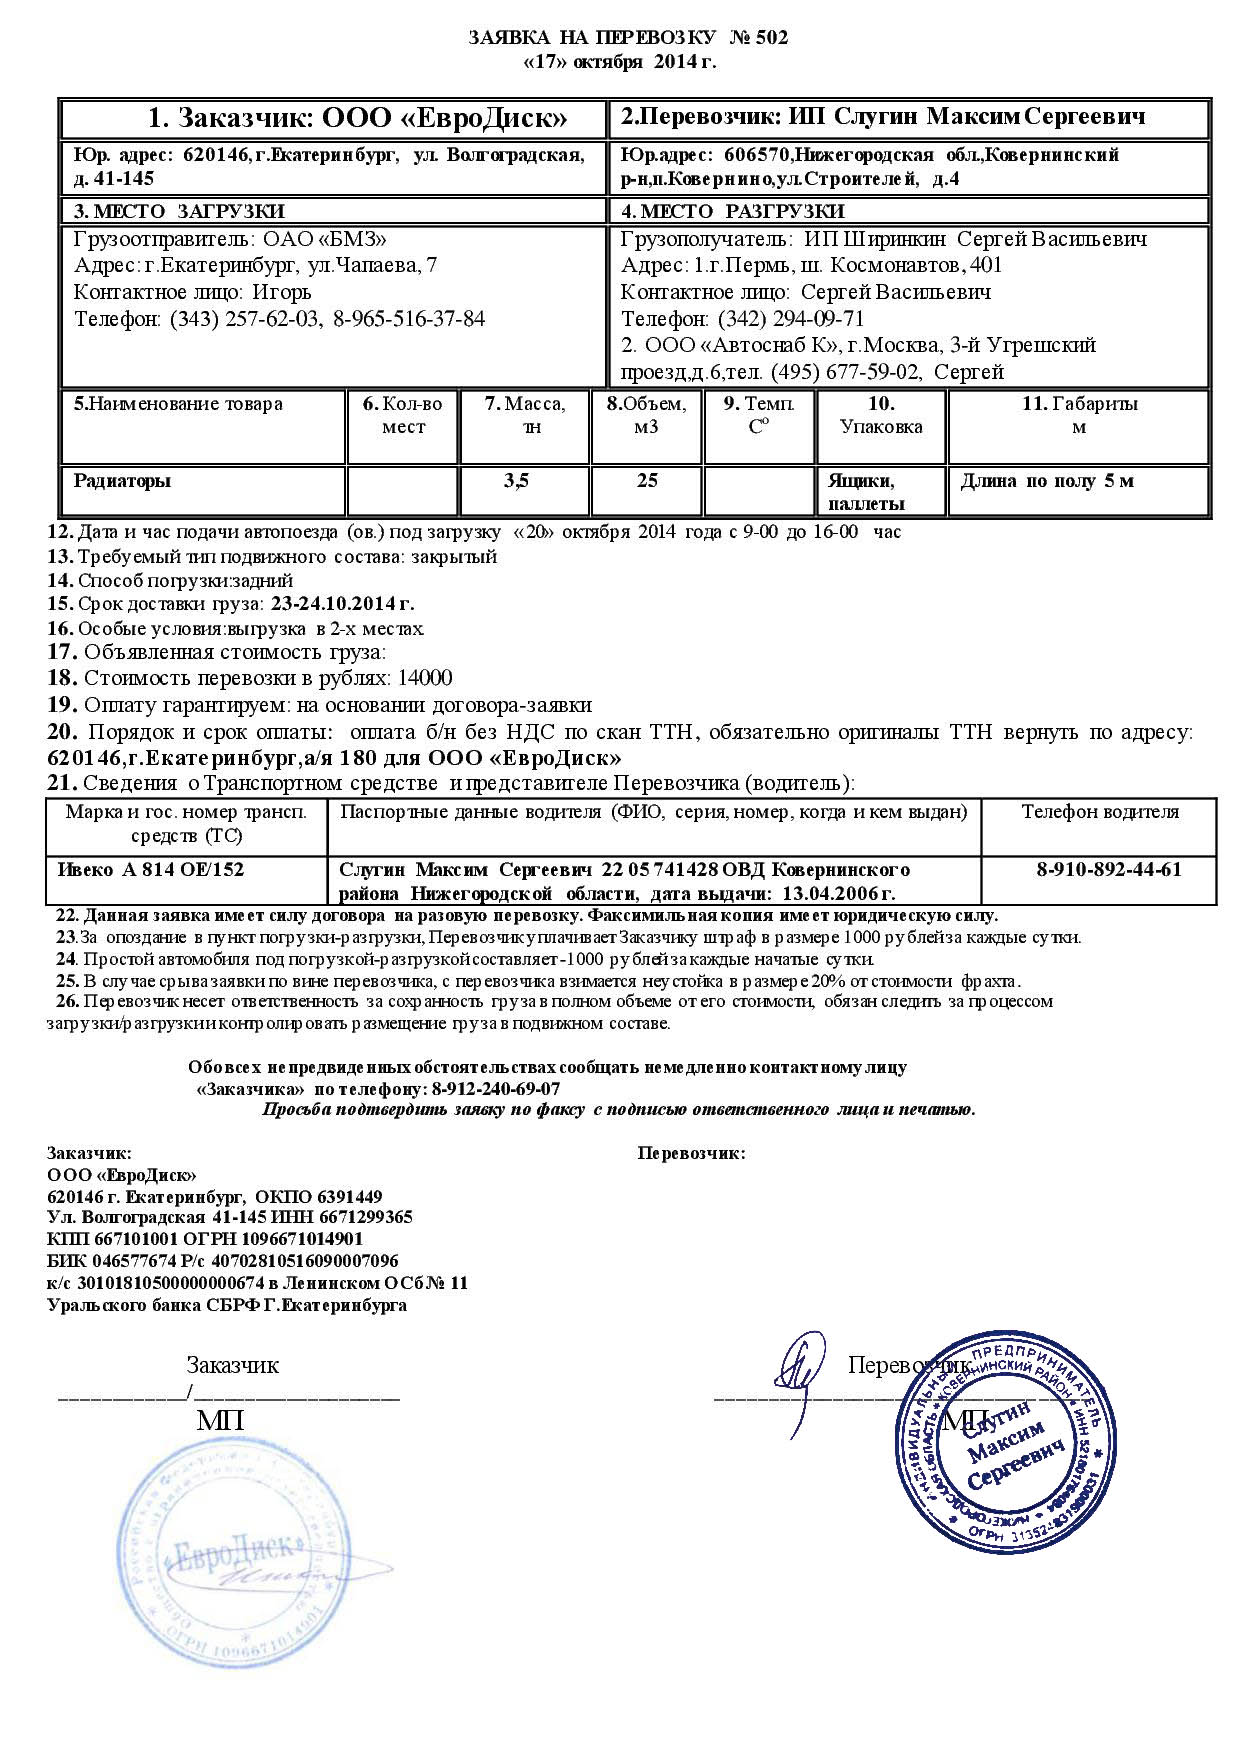 ЗАЯВКА НА ПЕРЕВОЗКУ № 502
«17» октября 2014 г.
1. Заказчик: ООО «ЕвроДиск»
2.Перевозчик: ИП Слугин Максим Сергеевич
Юр. адрес: 620146, г.Екатеринбург, ул. Волгоградская,
д. 41-145
Юр.адрес: 606570,Нижегородская обл.,Ковернинский
р-н,п.Ковернино,ул.Строителей, д.4
3. МЕСТО ЗАГРУЗКИ
4. МЕСТО РАЗГРУЗКИ
Грузоотправитель: ОАО «БМЗ»
Адрес: г.Екатеринбург, ул.Чапаева, 7
Контактное лицо: Игорь
Телефон: (343) 257-62-03, 8-965-516-37-84
Грузополучатель: ИП Ширинкин Сергей Васильевич
Адрес: 1.г.Пермь, ш. Космонавтов, 401
Контактное лицо: Сергей Васильевич
Телефон: (342) 294-09-71
2. ООО «Автоснаб К», г.Москва, 3-й Угрешский
проезд,д.6,тел. (495) 677-59-02, Сергей
5.Наименование товара
6. Кол-во
мест
7. Масса,
тн
8.Объем,
м3
9. Темп.
С⁰
10.
Упаковка
11. Габариты
м
Радиаторы
3,5
25
Ящики,
паллеты
Длина по полу 5 м
12. Дата и час подачи автопоезда (ов.) под загрузку «20» октября 2014 года с 9-00 до 16-00 час
13. Требуемый тип подвижного состава: закрытый
14. Способ погрузки:задний
15. Срок доставки груза: 23-24.10.2014 г.
16. Особые условия:выгрузка в 2-х местах.
17. Объявленная стоимость груза:
18. Стоимость перевозки в рублях: 14000
19. Оплату гарантируем: на основании договора-заявки
20. Порядок и срок оплаты: оплата б/н без НДС по скан ТТН, обязательно оригиналы ТТН вернуть по адресу:
620146,г.Екатеринбург,а/я 180 для ООО «ЕвроДиск»
21. Сведения о Транспортном средстве и представителе Перевозчика (водитель):
Марка и гос. номер трансп.
средств (ТС)
Паспортные данные водителя (ФИО, серия, номер, когда и кем выдан)
Телефон водителя
Ивеко А 814 ОЕ/152
Слугин Максим Сергеевич 22 05 741428 ОВД Ковернинского
района Нижегородской области, дата выдачи: 13.04.2006 г.
8-910-892-44-61
22. Данная заявка имеет силу договора на разовую перевозку. Факсимильная копия имеет юридическую силу.
23.За опоздание в пункт погрузки-разгрузки, Перевозчик уплачивает Заказчику штраф в размере 1000 рублей за каждые сутки.
24. Простой автомобиля под погрузкой-разгрузкой составляет -1000 рублей за каждые начатые сутки.
25. В случае срыва заявки по вине перевозчика, с перевозчика взимается неустойка в размере 20% от стоимости фрахта.
26. Перевозчик несет ответственность за сохранность груза в полном объеме от его стоимости, обязан следить за процессом
загрузки/разгрузки и контролировать размещение груза в подвижном составе.
Обо всех непредвиденных обстоятельствах сообщать немедленно контактному лицу
«Заказчика» по телефону: 8-912-240-69-07
Просьба подтвердить заявку по факсу с подписью ответственного лица и печатью.
Заказчик:
Перевозчик:
ООО «ЕвроДиск»
620146 г. Екатеринбург, ОКПО 6391449
Ул. Волгоградская 41-145 ИНН 6671299365
КПП 667101001 ОГРН 1096671014901
БИК 046577674 Р/с 40702810516090007096
к/с 30101810500000000674 в Ленинском ОСб № 11
Уральского банка СБРФ Г.Екатеринбурга
Заказчик
Перевозчик
____________/___________________
МП
МП
«ЕвроДиск»
ОГРН 1096671014901
ИНДИВИДУАЛЬНЫЙ ПРЕДПРИНИМАТЕЛЬ
НИЖЕГОРОДСКАЯ ОБЛАСТЬ * КОВЕРНИНСКИЙ РАЙОН * ИНН
Слугин
Максим
Сергеевич
ОГРН